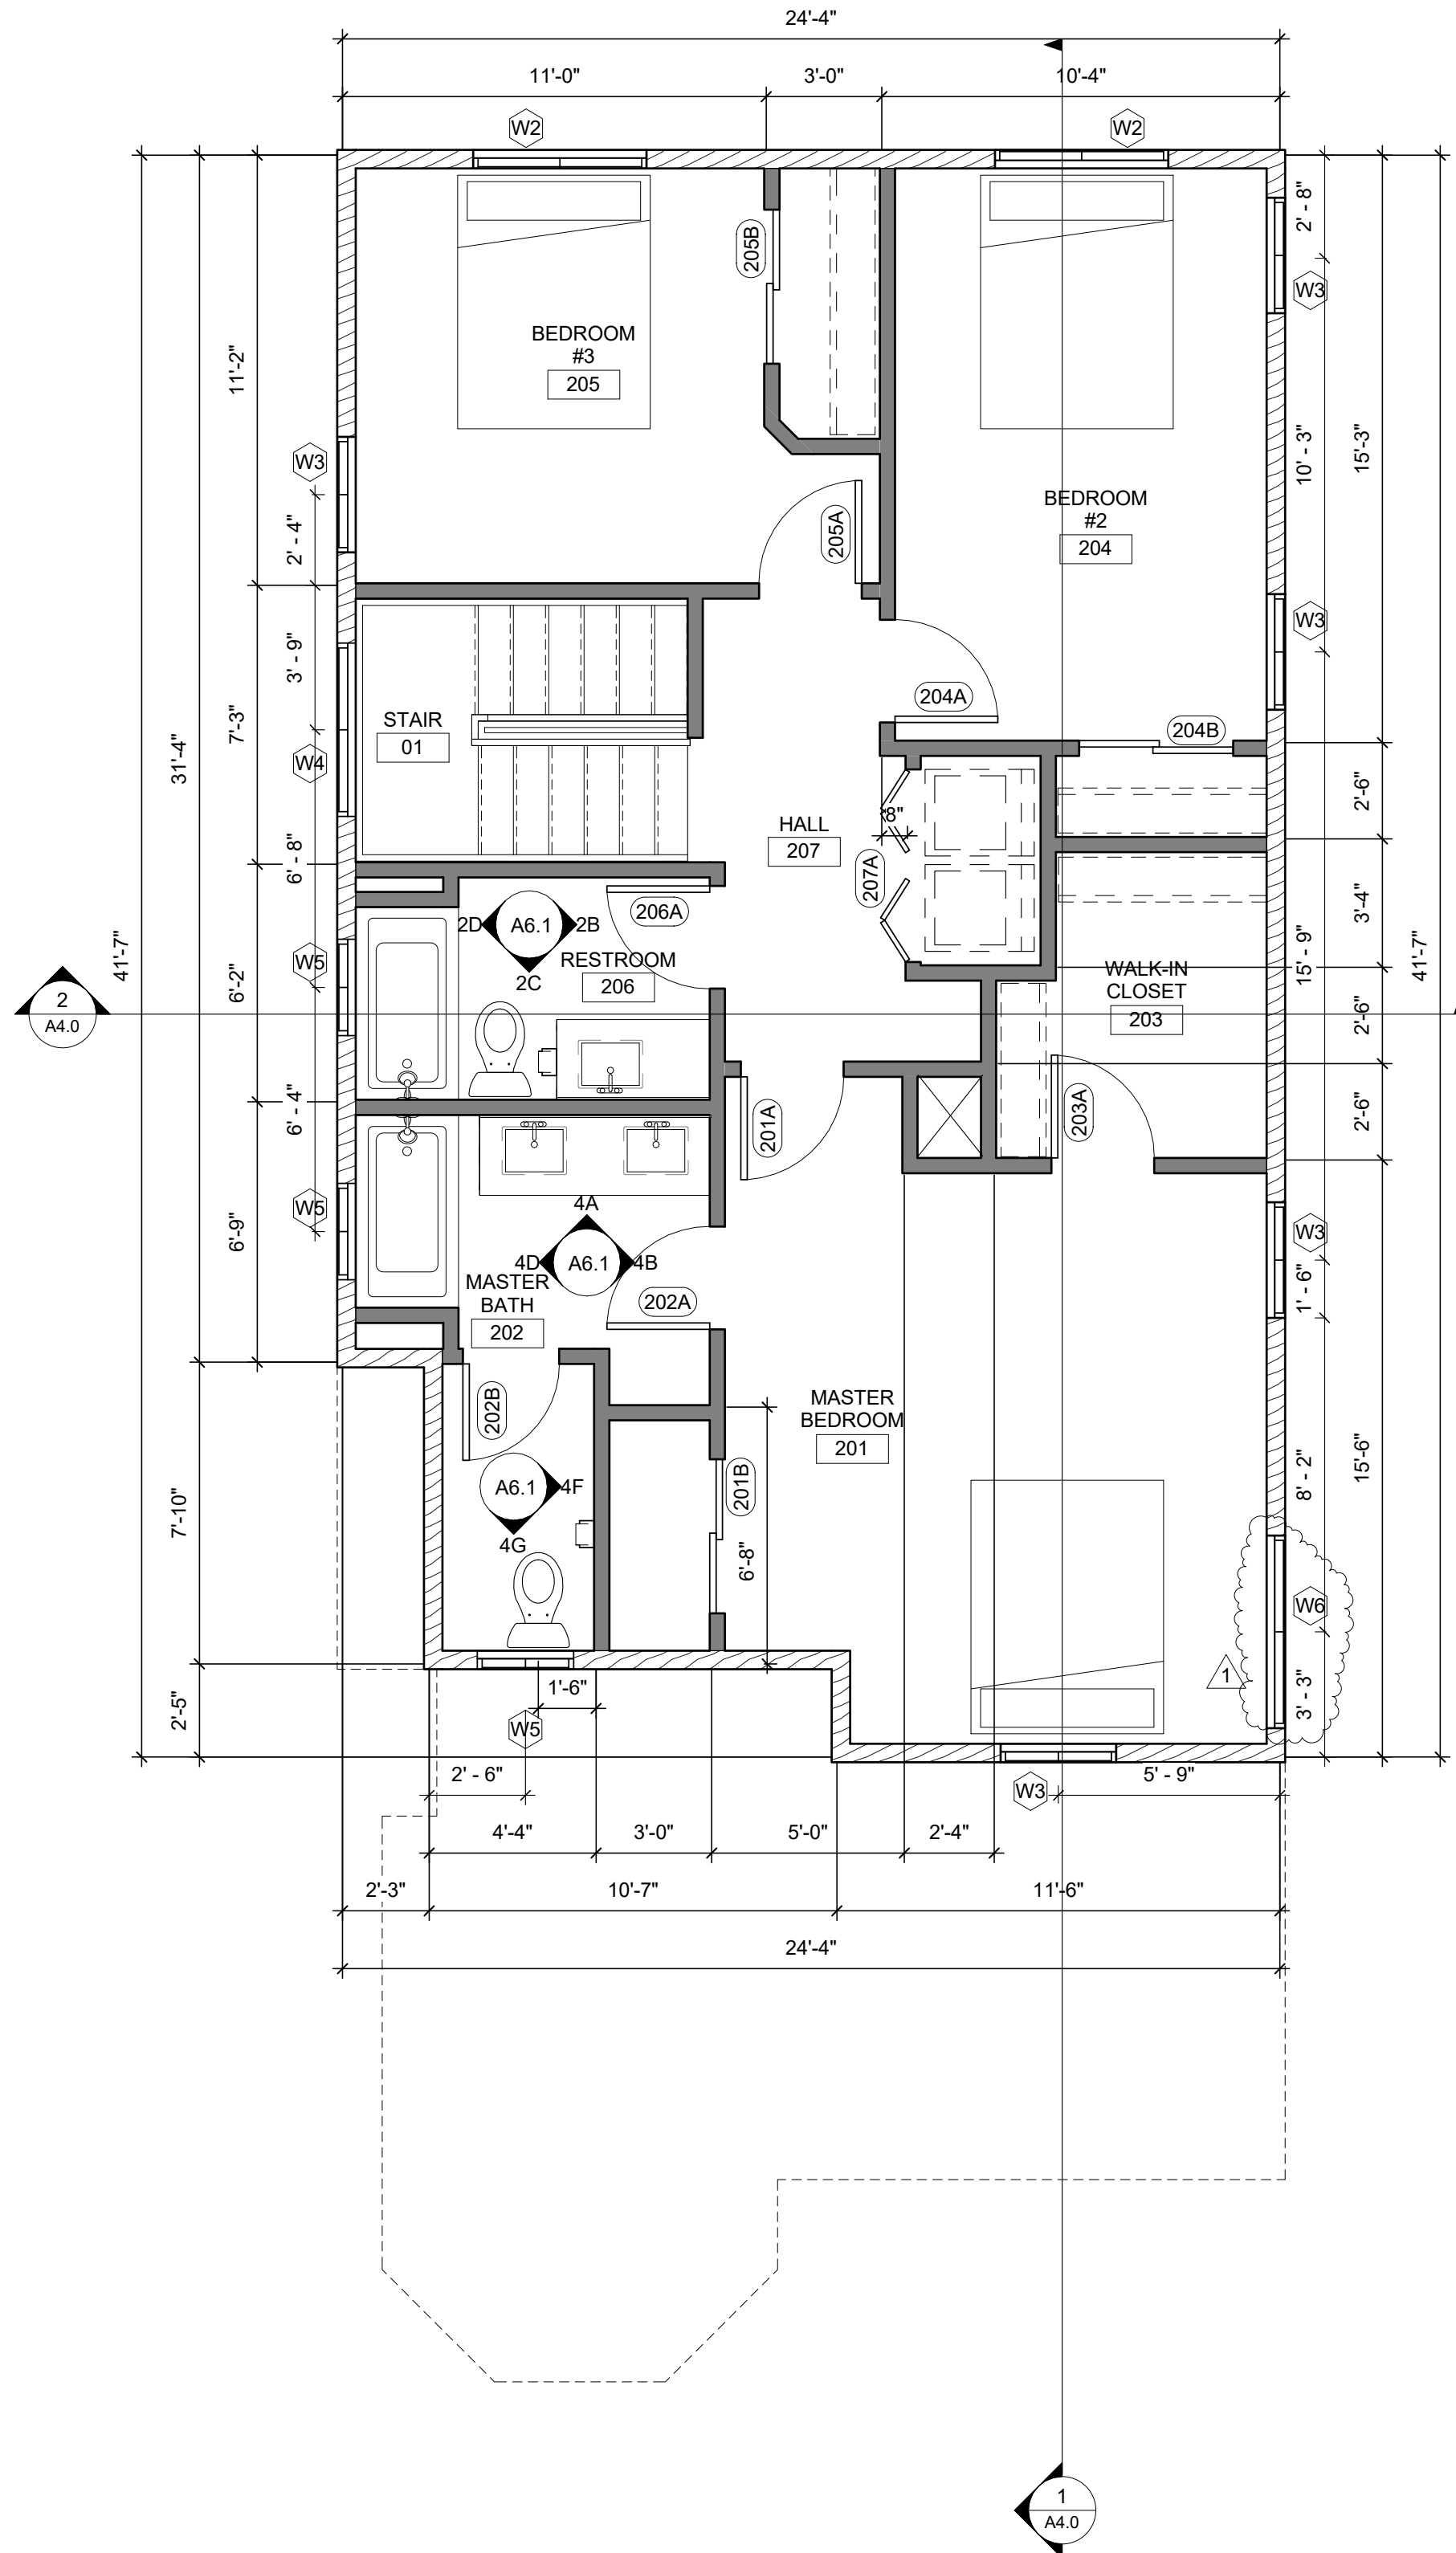 24'-4"
11'-0"
3'-0"
10'-4"
W2
W2
2' - 8"
205B
W3
BEDROOM
#3
205
11'-2"
10' - 3"
15'-3"
W3
BEDROOM
#2
204
2' - 4"
205A
W3
3' - 9"
204A
STAIR
01
7'-3"
204B
31'-4"
W4
2'-6"
8"
HALL
207
6' - 8"
207A
206A
3'-4"
2D
A6.1
2B
2C
41'-7"
RESTROOM
206
W5
6'-2"
WALK-IN
CLOSET
203
15' - 9"
41'-7"
2
A4.0
2'-6"
6' - 4"
201A
203A
2'-6"
W5
4A
4D
A6.1
4B
6'-9"
W3
MASTER
BATH
202
202A
1' - 6"
202B
MASTER
BEDROOM
201
15'-6"
A6.1
4F
4G
201B
8' - 2"
7'-10"
6'-8"
W6
1
3' - 3"
2'-5"
1'-6"
W5
2' - 6"
W3
5' - 9"
4'-4"
3'-0"
5'-0"
2'-4"
2'-3"
10'-7"
11'-6"
24'-4"
1
A4.0